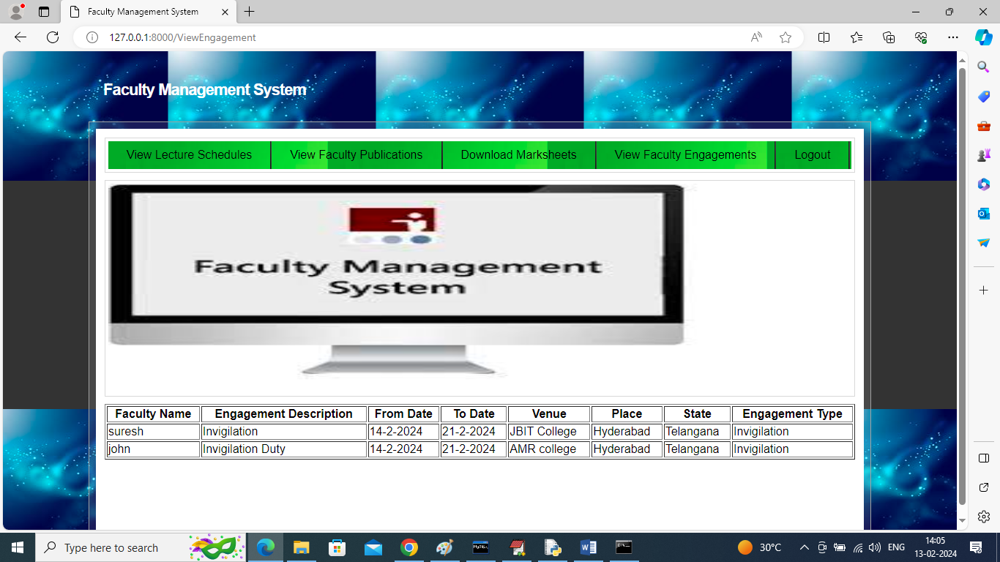 Faculty Management System
127.0.0.1:8000/ViewEngagement
Faculty Management System
View Lecture Schedules View Faculty Publications Download Marksheets View Faculty Engagements Logout
Faculty Management
System
Faculty Name Engagement Description From Date To Date Venue Place State Engagement Type
suresh Invigilation 14-2-2024 21-2-2024 JBIT College Hyderabad Telangana Invigilation
john Invigilation Duty 14-2-2024 21-2-2024 AMR college Hyderabad Telangana Invigilation
Type here to search 30°C ENG 14:05
13-02-2024